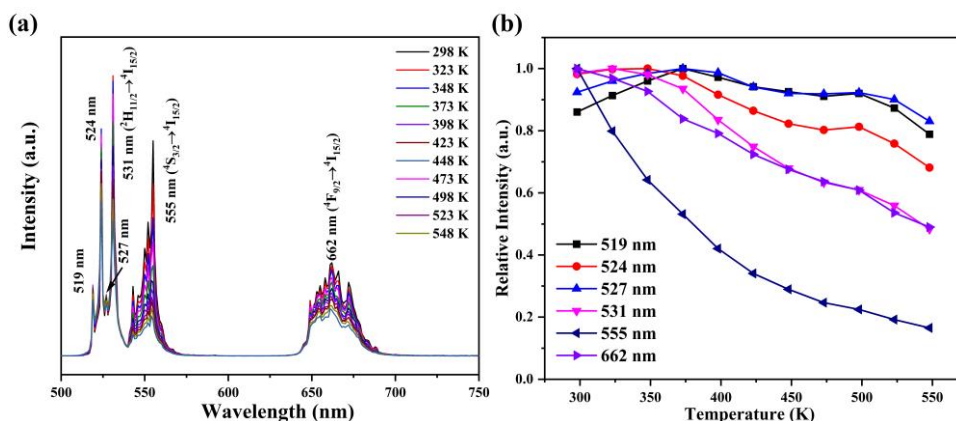 (a)
Intensity (a.u.)
519 nm
524 nm
527 nm
531 nm (²H₁₁/₂→⁴I₁₅/₂)
555 nm (⁴S₃/₂→⁴I₁₅/₂)
662 nm (⁴F₉/₂→⁴I₁₅/₂)
298 K
323 K
348 K
373 K
398 K
423 K
448 K
473 K
498 K
523 K
548 K
500 550 600 650 700 750
Wavelength (nm)
(b)
Relative Intensity (a.u.)
1.0
0.8
0.6
0.4
0.2
0.0
519 nm
524 nm
527 nm
531 nm
555 nm
662 nm
300 350 400 450 500 550
Temperature (K)